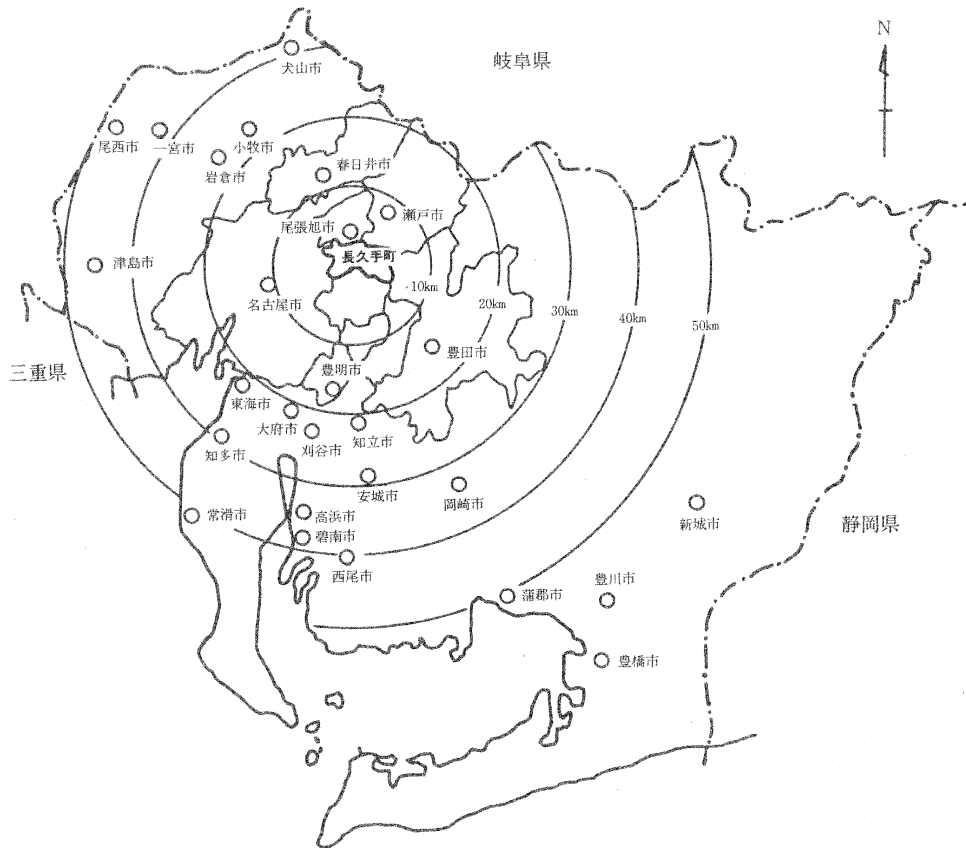 N
岐阜県
犬山市
尾西市
一宮市
小牧市
岩倉市
春日井市
瀬戸市
尾張旭市
長久手町
津島市
名古屋市
10km
20km
30km
40km
50km
三重県
豊田市
豊明市
東海市
大府市
刈谷市
知立市
知多市
安城市
岡崎市
常滑市
高浜市
碧南市
西尾市
新城市
静岡県
蒲郡市
豊川市
豊橋市